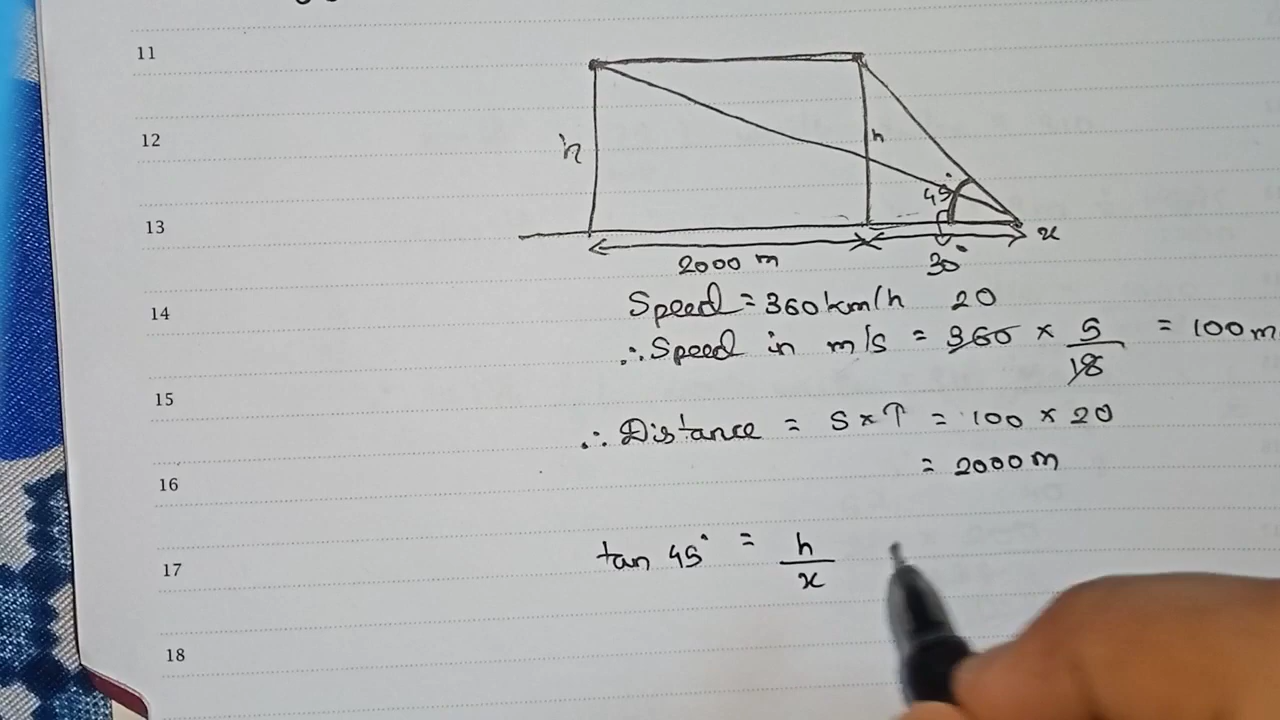 11
12
13
14
15
16
17
18
h
h
45°
x
2000 m
30°
Speed = 360 km/h 20
∴ Speed in m/s = 360 × 5/18 = 100 m
∴ Distance = S × T = 100 × 20
= 2000 m
tan 45° = h/x